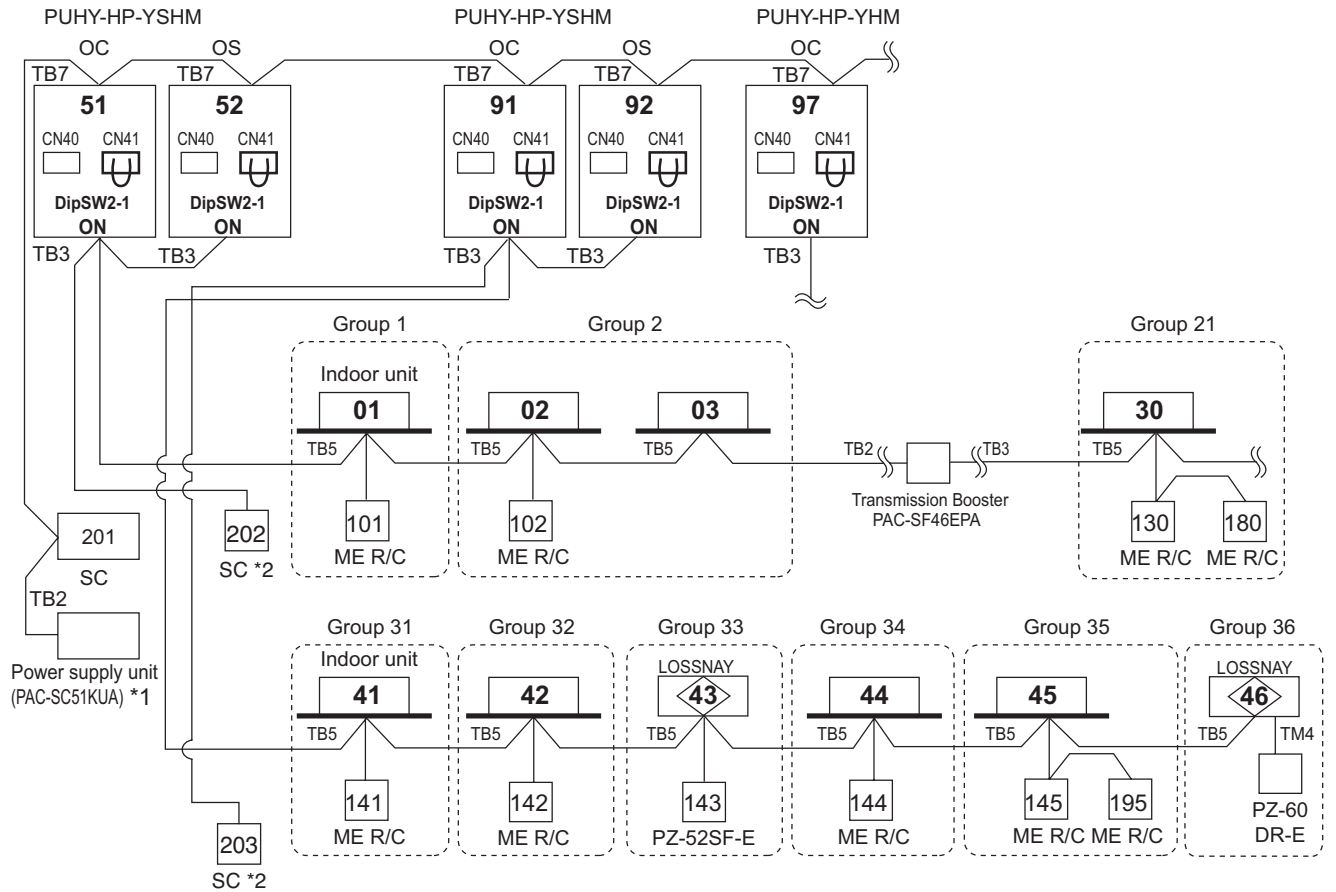 PUHY-HP-YSHM PUHY-HP-YSHM PUHY-HP-YHM
OC OS OC OS OC
TB7 TB7 TB7 TB7 TB7
51 52 91 92 97
CN40 CN41 CN40 CN41 CN40 CN41 CN40 CN41 CN40 CN41
DipSW2-1 DipSW2-1 DipSW2-1 DipSW2-1 DipSW2-1
ON ON ON ON ON
TB3 TB3 TB3 TB3 TB3
Group 1 Group 2 Group 21
Indoor unit
01 02 03 30
TB5 TB5 TB5 TB2 TB3 TB5
Transmission Booster
PAC-SF46EPA
201 202 101 102 130 180
SC SC *2 ME R/C ME R/C ME R/C ME R/C
TB2
Power supply unit
(PAC-SC51KUA) *1
Group 31 Group 32 Group 33 Group 34 Group 35 Group 36
Indoor unit LOSSNAY LOSSNAY
41 42 43 44 45 46
TB5 TB5 TB5 TB5 TB5 TB5 TM4
141 142 143 144 145 195
ME R/C ME R/C PZ-52SF-E ME R/C ME R/C ME R/C
PZ-60
DR-E
203
SC *2